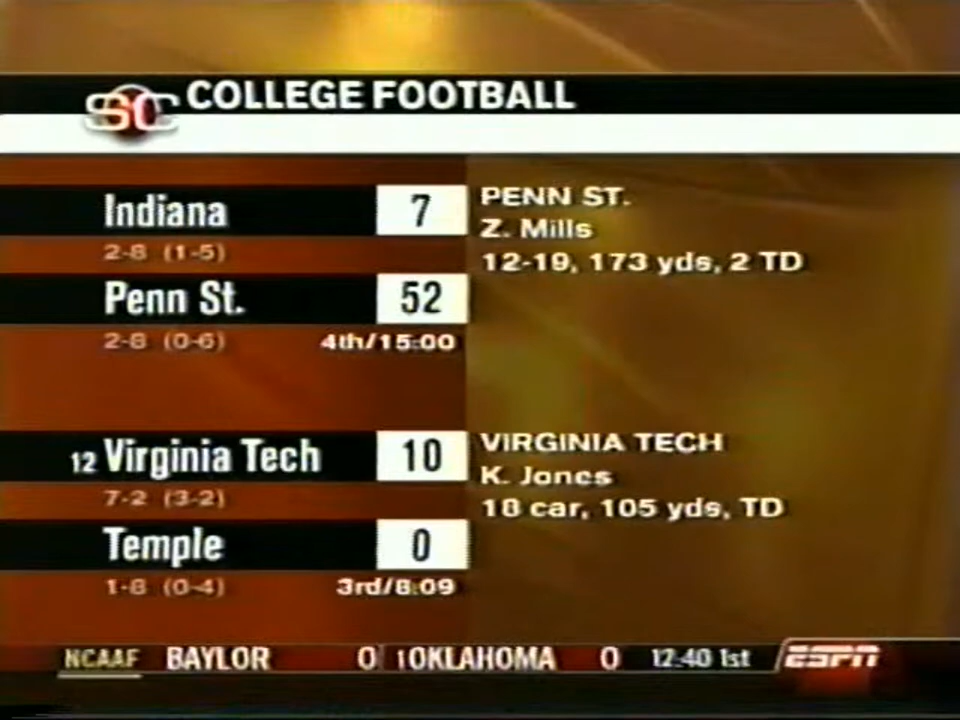 SC COLLEGE FOOTBALL
Indiana 7
2-8 (1-5)
Penn St. 52
2-8 (0-6) 4th/15:00
PENN ST.
Z. Mills
12-19, 173 yds, 2 TD
12 Virginia Tech 10
7-2 (3-2)
Temple 0
1-8 (0-4) 3rd/8:09
VIRGINIA TECH
K. Jones
18 car, 105 yds, TD
NCAAF BAYLOR 0 1 OKLAHOMA 0 12:40 1st ESPN